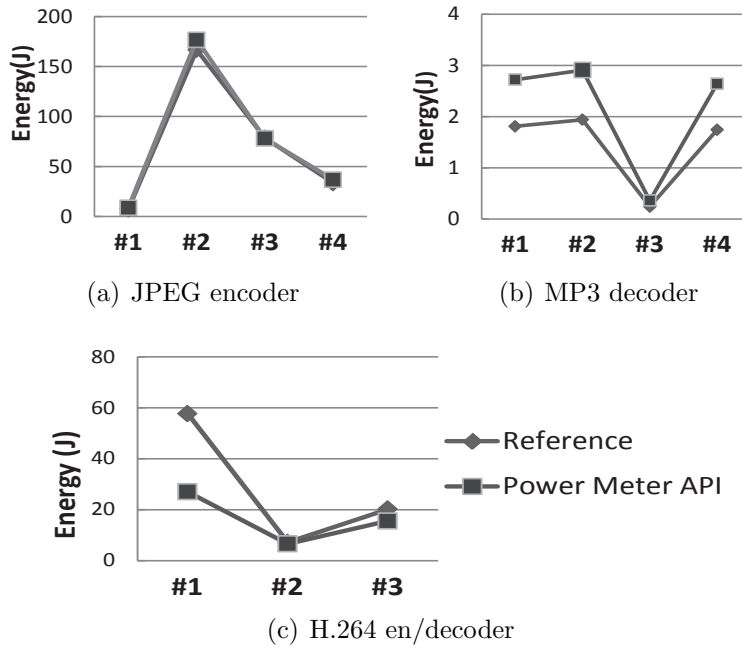 Energy(J)
200
150
100
50
0
#1 #2 #3 #4
(a) JPEG encoder
Energy(J)
4
3
2
1
0
#1 #2 #3 #4
(b) MP3 decoder
Energy (J)
80
60
40
20
0
#1 #2 #3
Reference
Power Meter API
(c) H.264 en/decoder